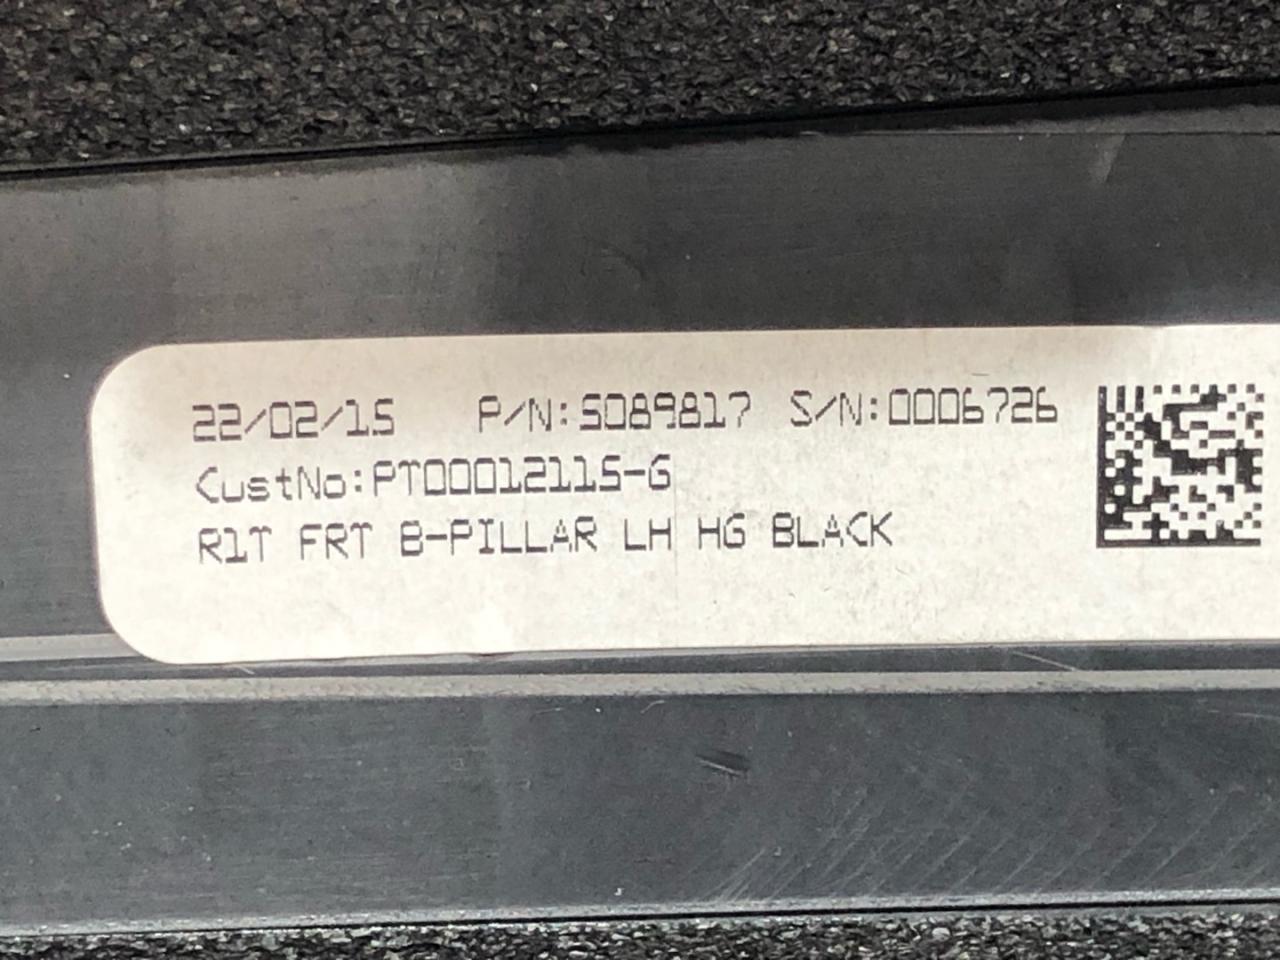 22/02/15 P/N:5089817 S/N:0006726
CustNo:PT00012115-G
R1T FRT B-PILLAR LH HG BLACK